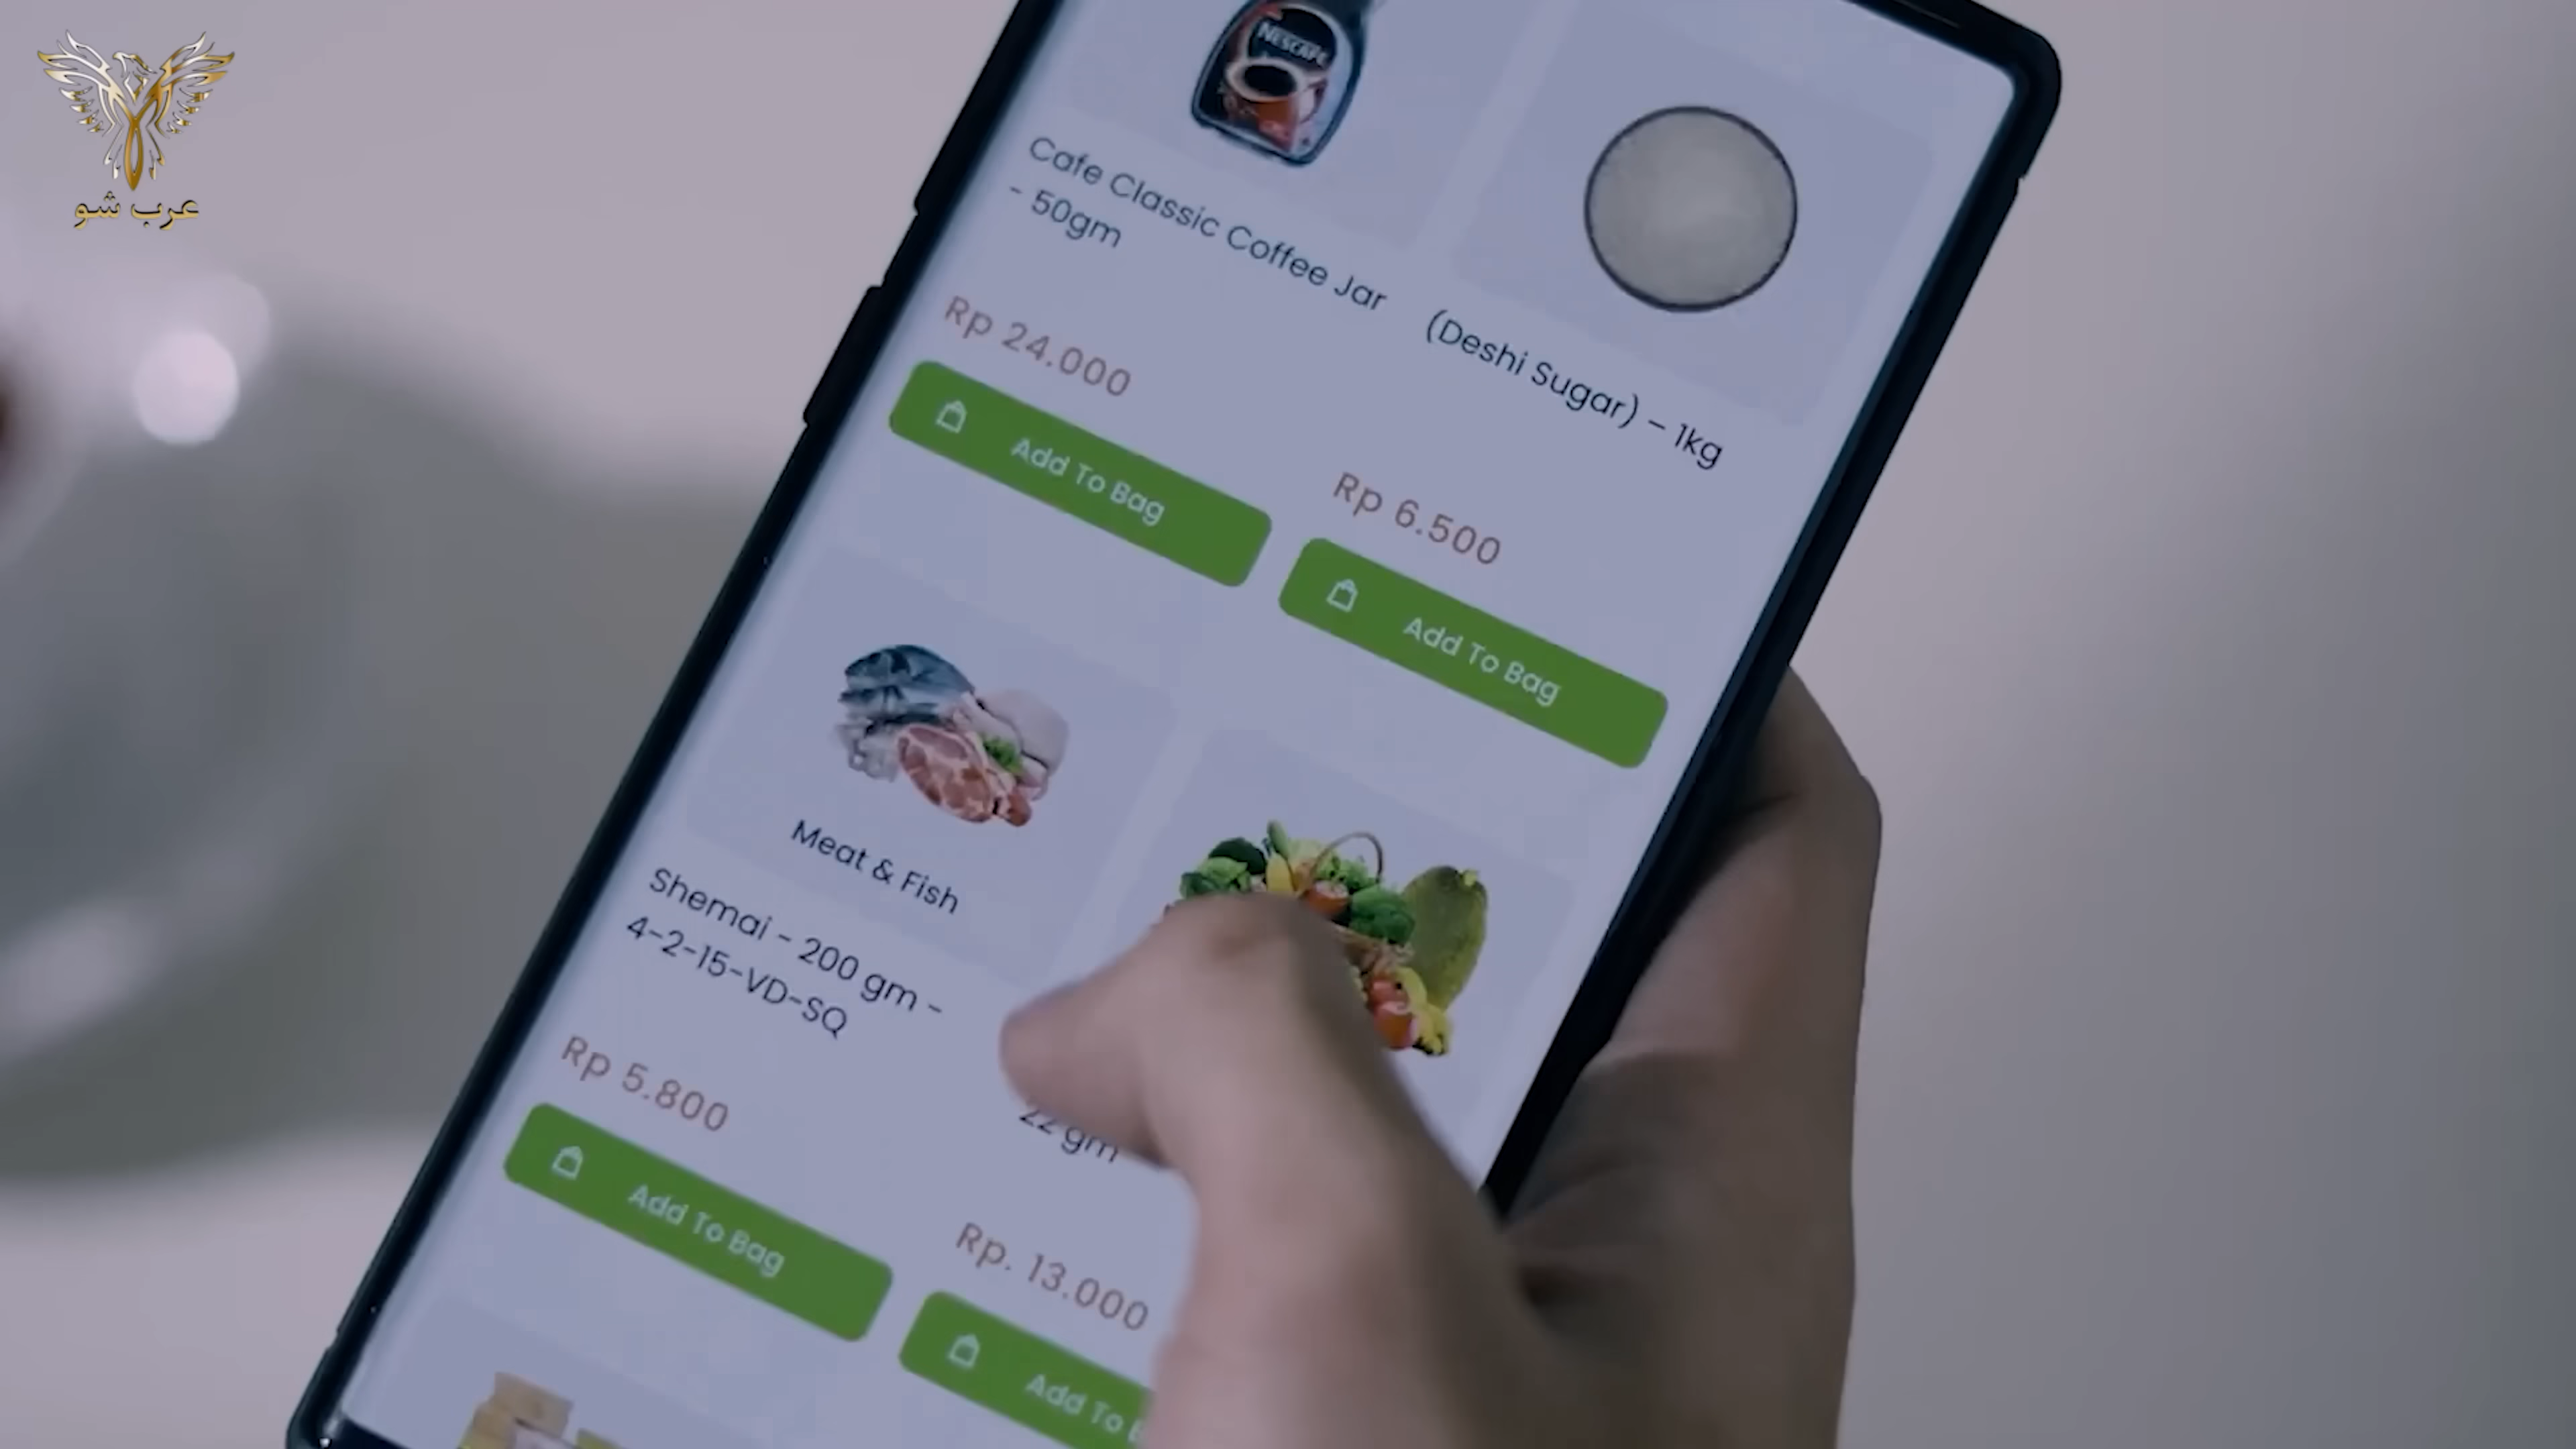 عرب شو
NESCAFE
Cafe Classic Coffee Jar
- 50gm
Rp 24.000
Add To Bag
(Deshi Sugar) - 1kg
Rp 6.500
Add To Bag
Meat & Fish
Shemai - 200 gm -
4-2-15-VD-SQ
Rp 5.800
Add To Bag
22 gm
Rp. 13.000
Add To